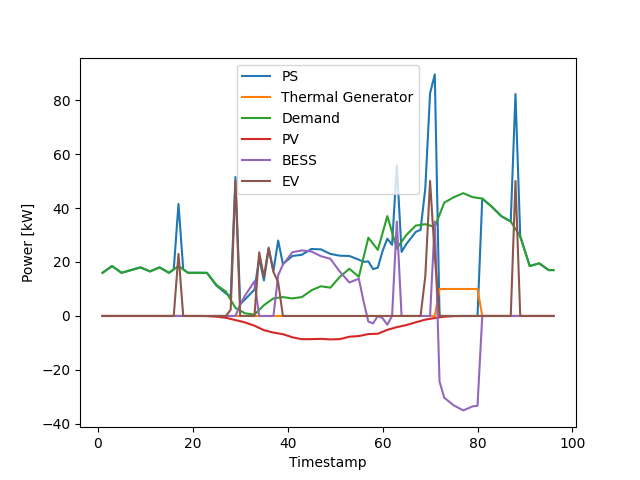 PS
Thermal Generator
Demand
PV
BESS
EV
Power [kW]
80
60
40
20
0
−20
−40
0 20 40 60 80 100
Timestamp